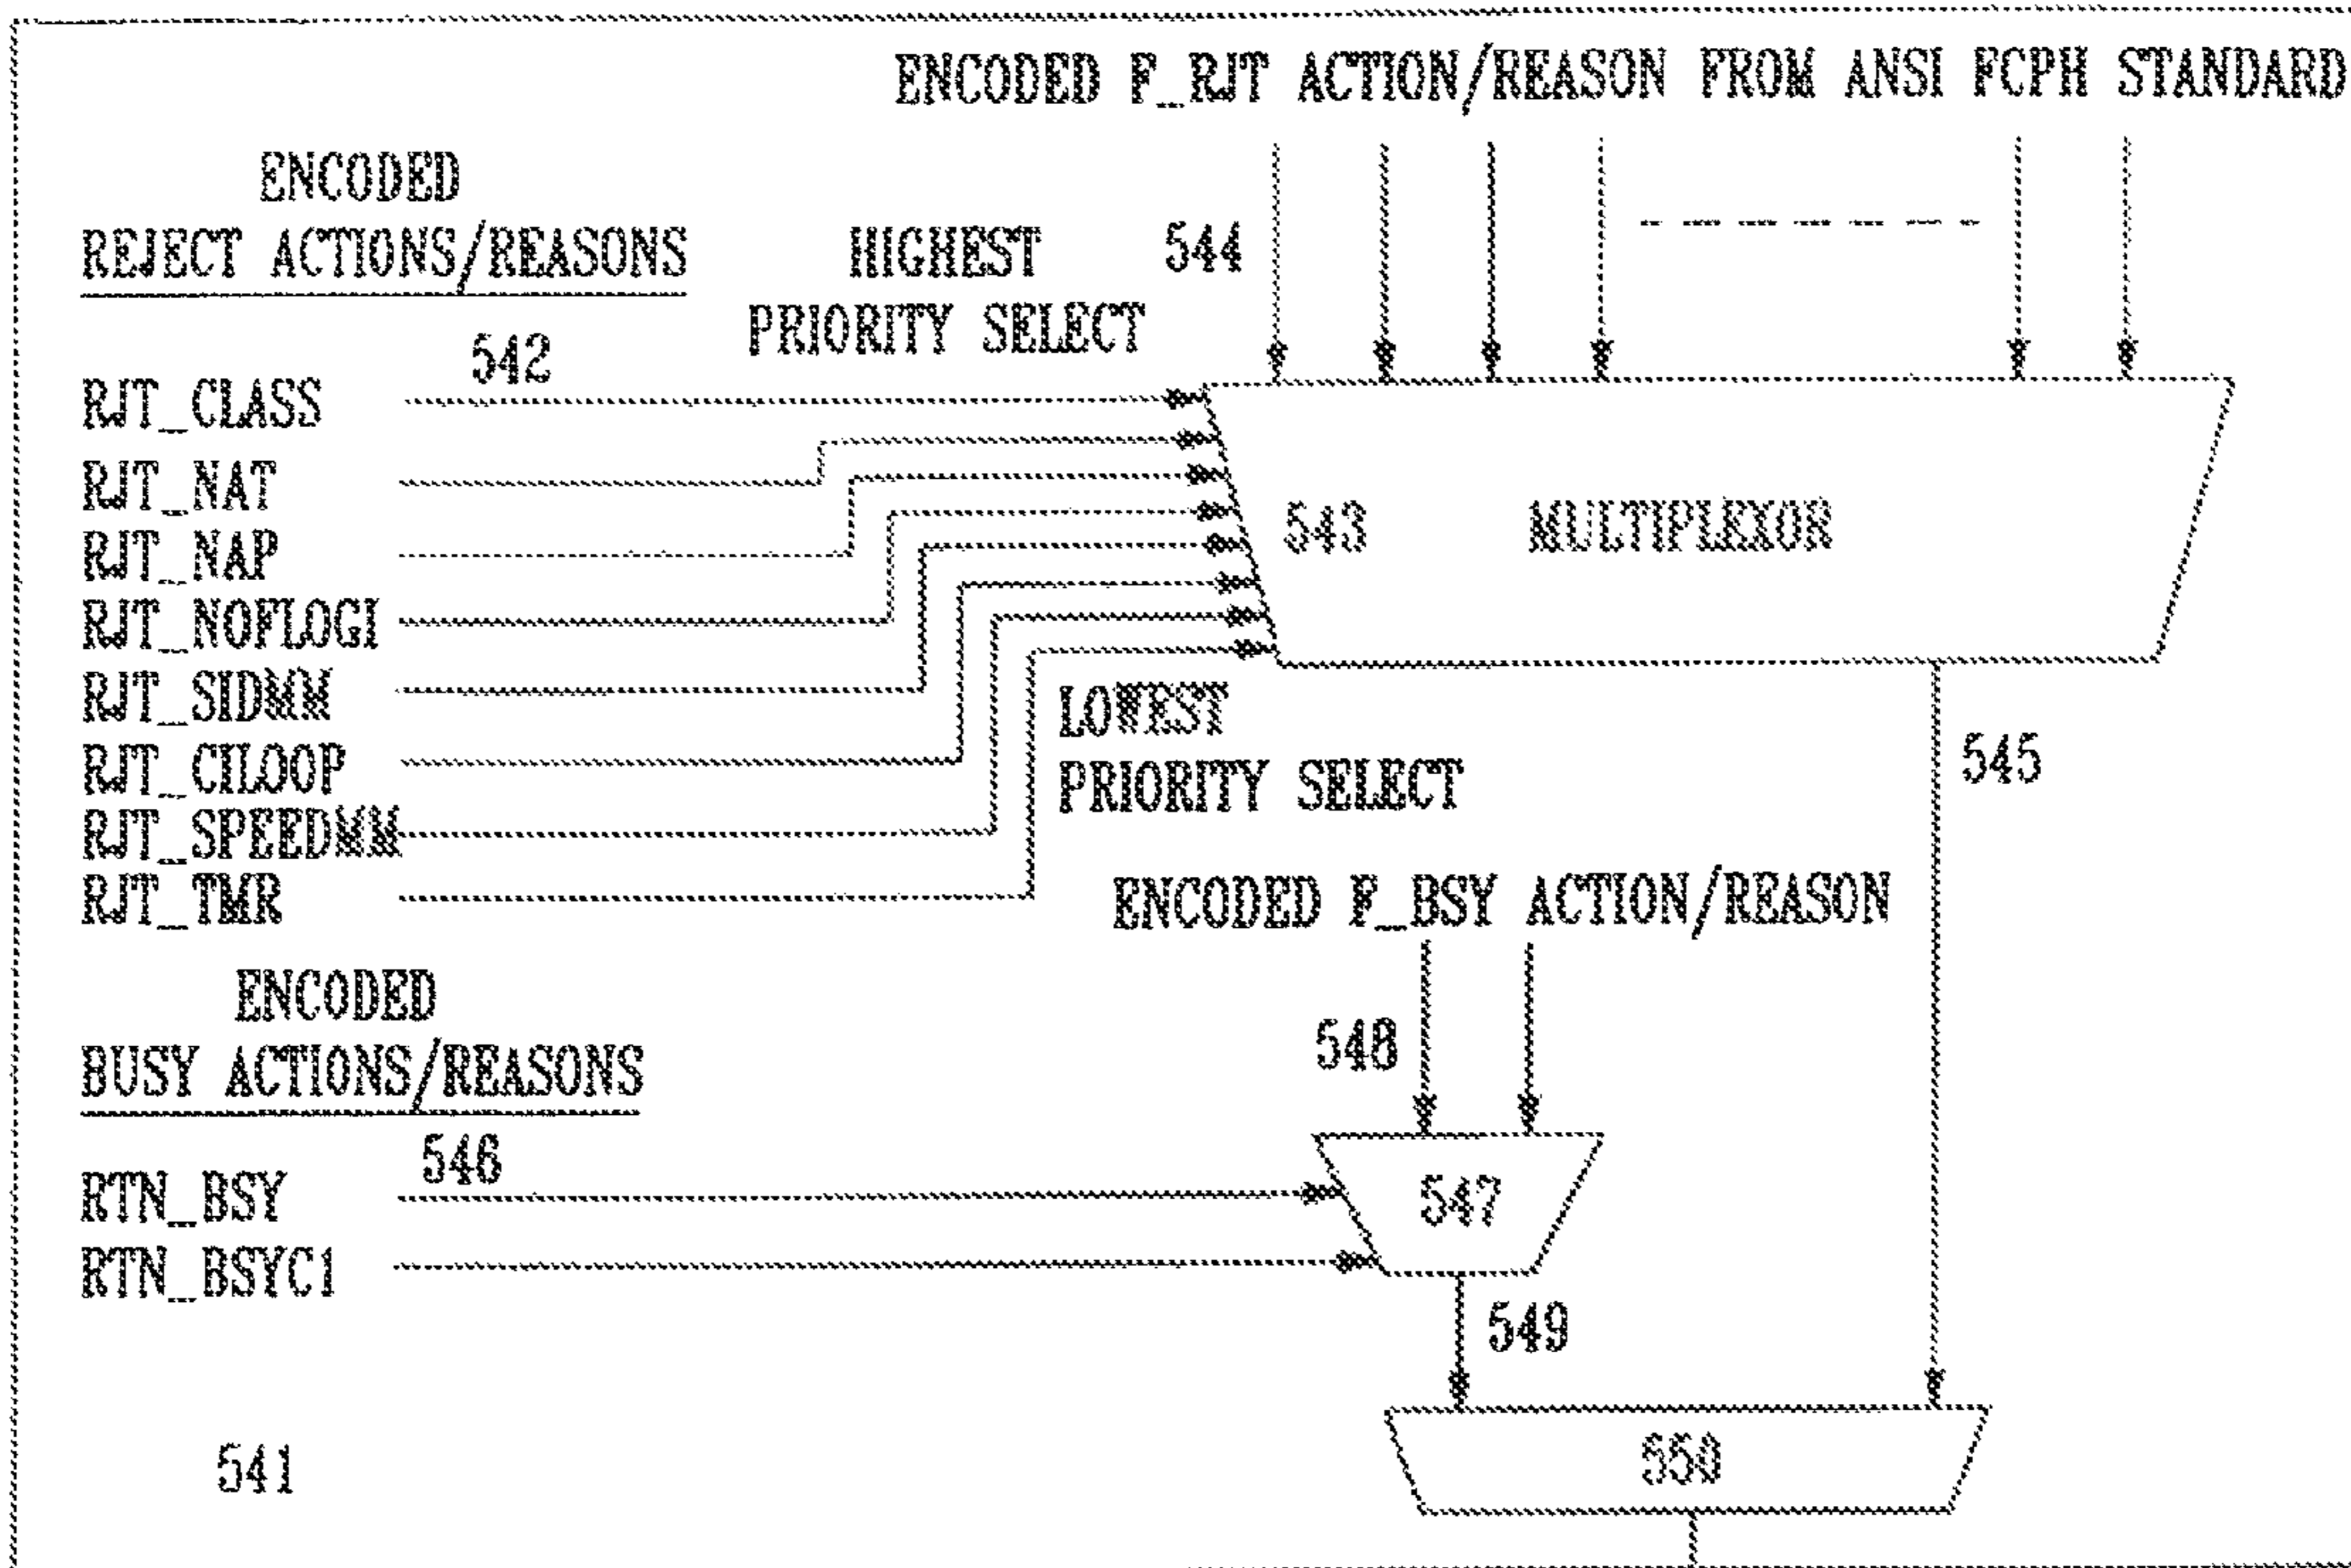 ENCODED F_RJT ACTION/REASON FROM ANSI FCPH STANDARD
ENCODED
REJECT ACTIONS/REASONS
HIGHEST
PRIORITY SELECT
544
542
RJT_CLASS
RJT_NAT
RJT_NAP
RJT_NOFLOGI
RJT_SIDMM
RJT_CILOOP
RJT_SPEEDMM
RJT_TMR
543 MULTIPLEXOR
LOWEST
PRIORITY SELECT
545
ENCODED F_BSY ACTION/REASON
ENCODED
BUSY ACTIONS/REASONS
548
546
RTN_BSY
RTN_BSYC1
547
549
541
550